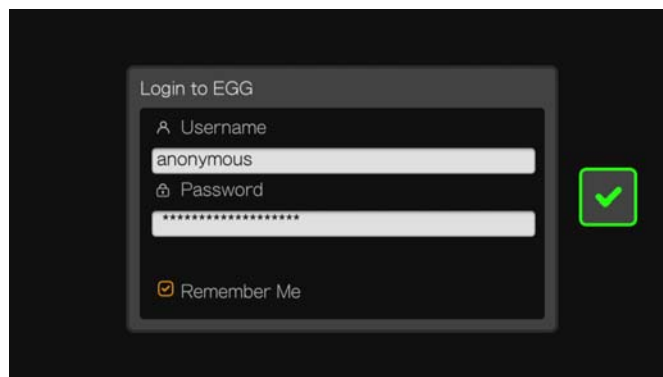 Login to EGG
Username
anonymous
Password
*******************
Remember Me